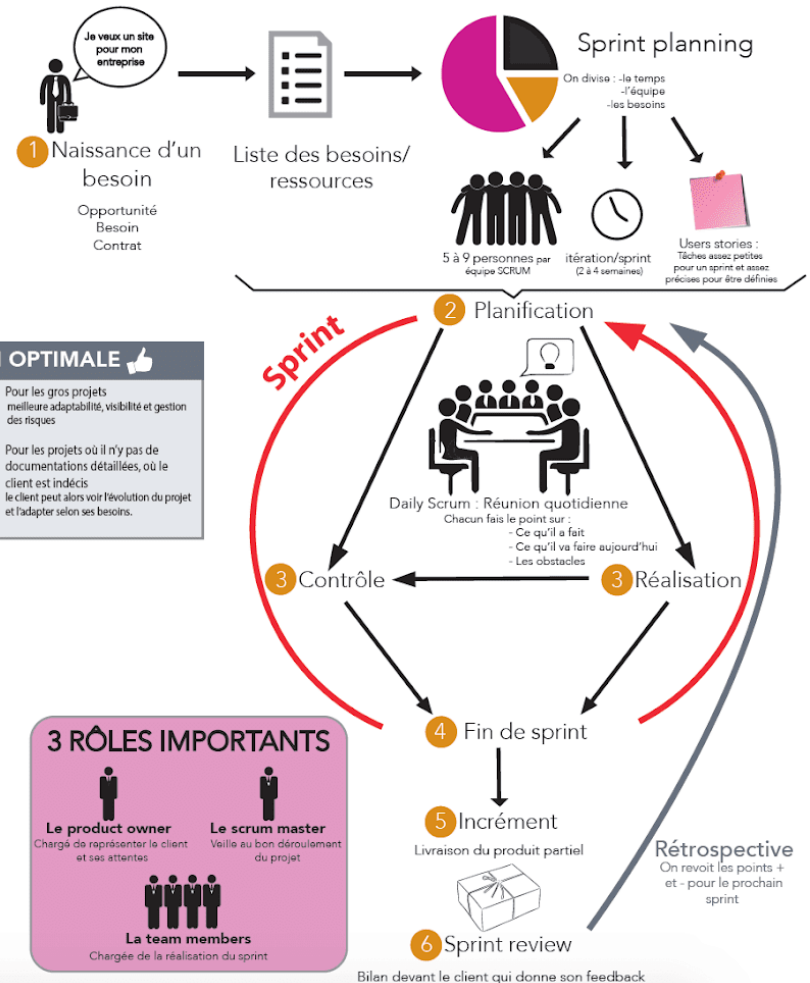 Je veux un site
pour mon
entreprise
1 Naissance d'un
besoin
Opportunité
Besoin
Contrat
Liste des besoins/
ressources
Sprint planning
On divise : -le temps
-l'équipe
-les besoins
5 à 9 personnes par
équipe SCRUM
itération/sprint
(2 à 4 semaines)
Users stories :
Tâches assez petites
pour un sprint et assez
précises pour être définies
2 Planification
Sprint
OPTIMALE
Pour les gros projets
meilleure adaptabilité, visibilité et gestion
des risques
Pour les projets où il n'y pas de
documentations détaillées, où le
client est indécis
le client peut alors voir l'évolution du projet
et l'adapter selon ses besoins.
Daily Scrum : Réunion quotidienne
Chacun fais le point sur :
- Ce qu'il a fait
- Ce qu'il va faire aujourd'hui
- Les obstacles
3 Contrôle
3 Réalisation
4 Fin de sprint
5 Incrément
Livraison du produit partiel
6 Sprint review
Bilan devant le client qui donne son feedback
Rétrospective
On revoit les points +
et - pour le prochain
sprint
3 RÔLES IMPORTANTS
Le product owner
Chargé de représenter le client
et ses attentes
Le scrum master
Veille au bon déroulement
du projet
La team members
Chargée de la réalisation du sprint